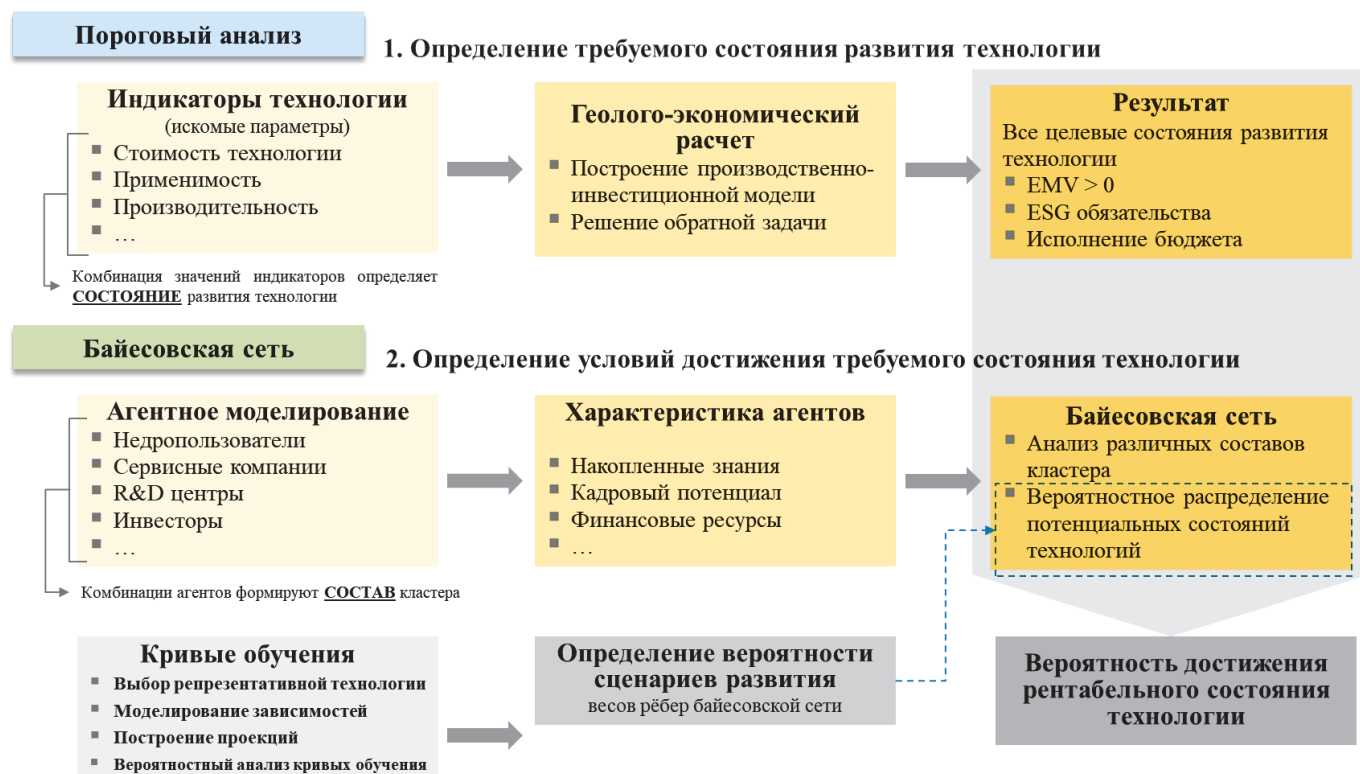 Пороговый анализ
1. Определение требуемого состояния развития технологии
Индикаторы технологии
(искомые параметры)
Стоимость технологии
Применимость
Производительность
…
Комбинация значений индикаторов определяет
СОСТОЯНИЕ развития технологии
Геолого-экономический
расчет
Построение производственно-
инвестиционной модели
Решение обратной задачи
Результат
Все целевые состояния развития
технологии
EMV > 0
ESG обязательства
Исполнение бюджета
Байесовская сеть
2. Определение условий достижения требуемого состояния технологии
Агентное моделирование
Недропользователи
Сервисные компании
R&D центры
Инвесторы
…
Комбинации агентов формируют СОСТАВ кластера
Характеристика агентов
Накопленные знания
Кадровый потенциал
Финансовые ресурсы
…
Байесовская сеть
Анализ различных составов
кластера
Вероятностное распределение
потенциальных состояний
технологий
Кривые обучения
Выбор репрезентативной технологии
Моделирование зависимостей
Построение проекций
Вероятностный анализ кривых обучения
Определение вероятности
сценариев развития
весов рёбер байесовской сети
Вероятность достижения
рентабельного состояния
технологии